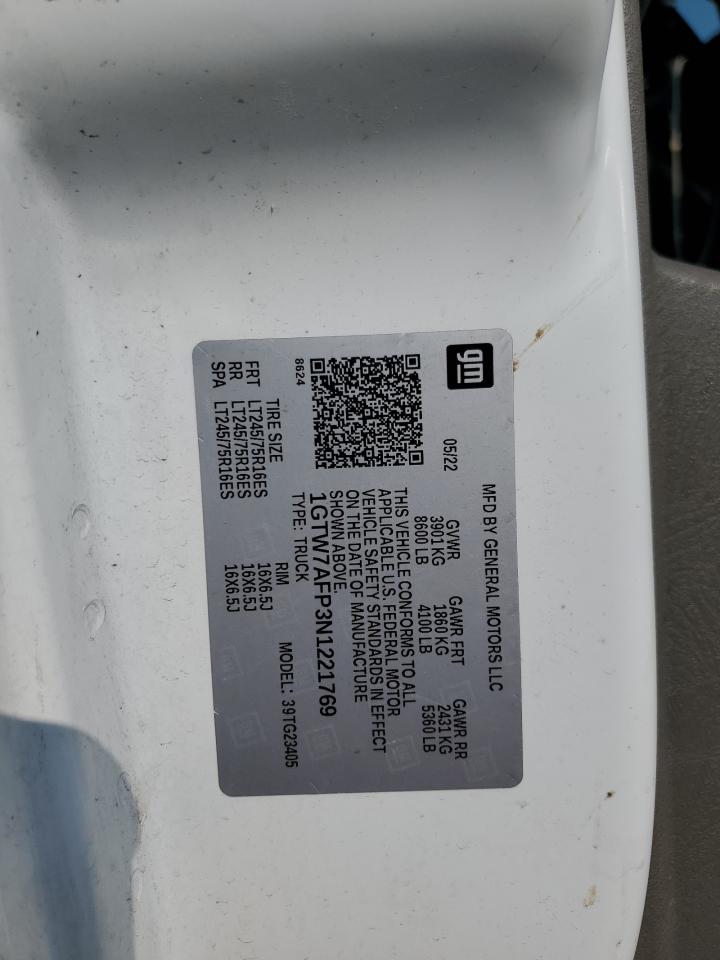 gm
MFD BY GENERAL MOTORS LLC
05/22 GVWR GAWR FRT GAWR RR
3901 KG 1860 KG 2431 KG
8600 LB 4100 LB 5360 LB
THIS VEHICLE CONFORMS TO ALL
APPLICABLE U.S. FEDERAL MOTOR
VEHICLE SAFETY STANDARDS IN EFFECT
ON THE DATE OF MANUFACTURE
SHOWN ABOVE.
8624
1GTW7AFP3N1221769
TYPE: TRUCK MODEL: 39TG23405
TIRE SIZE RIM
FRT LT245/75R16ES 16X6.5J
RR LT245/75R16ES 16X6.5J
SPA LT245/75R16ES 16X6.5J